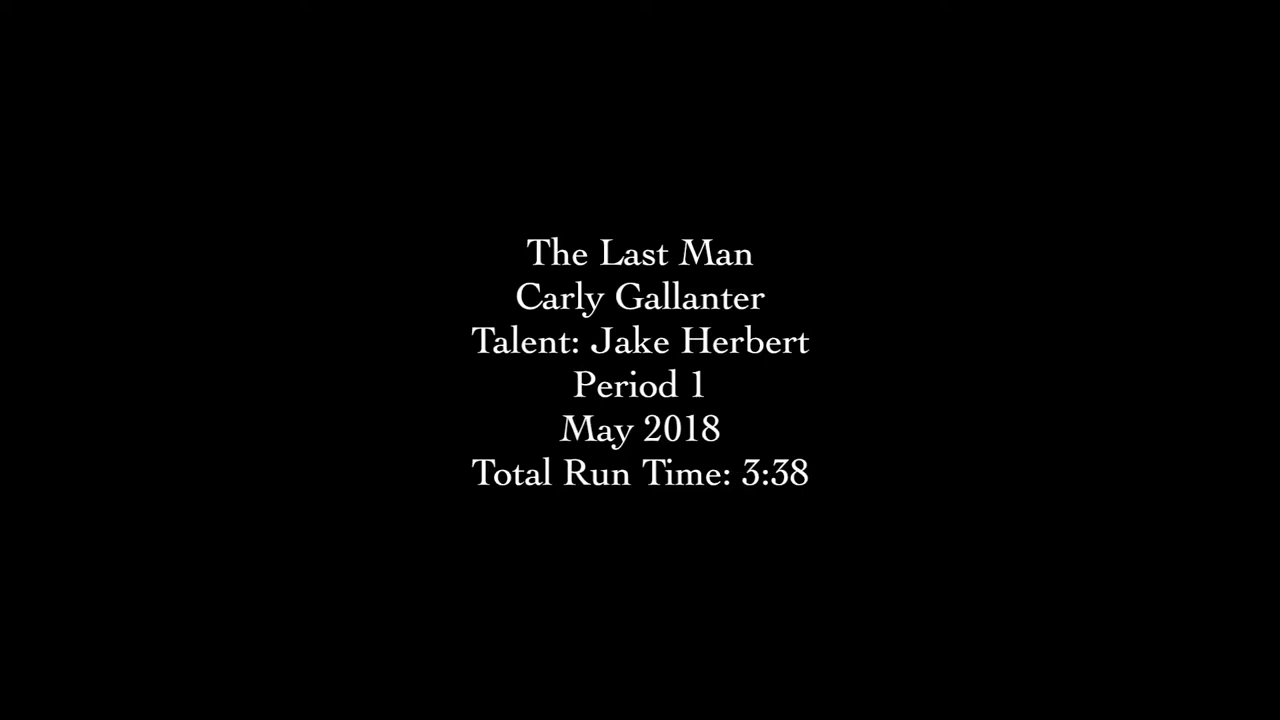 The Last Man
Carly Gallanter
Talent: Jake Herbert
Period 1
May 2018
Total Run Time: 3:38